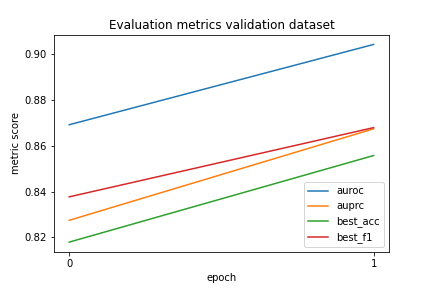 Evaluation metrics validation dataset
metric score
0.90
0.88
0.86
0.84
0.82
auroc
auprc
best_acc
best_f1
0
1
epoch